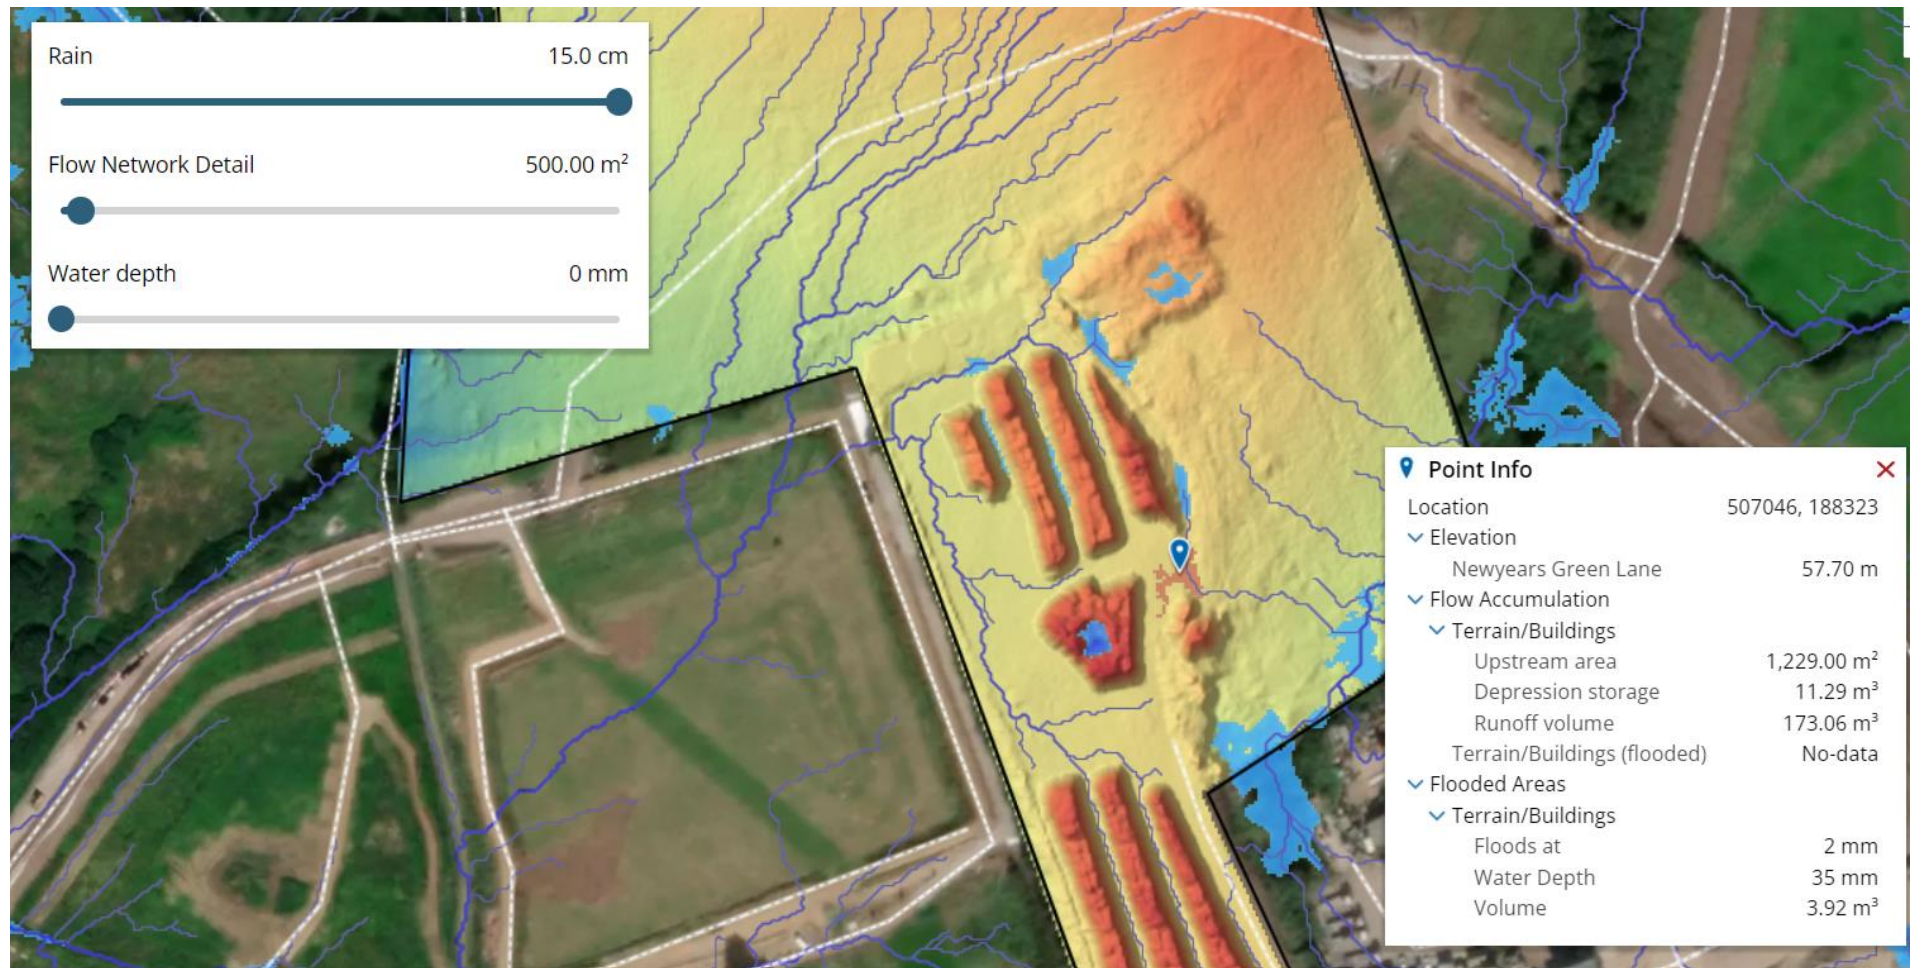 Rain 15.0 cm
Flow Network Detail 500.00 m²
Water depth 0 mm
Point Info
Location 507046, 188323
Elevation
Newyears Green Lane 57.70 m
Flow Accumulation
Terrain/Buildings
Upstream area 1,229.00 m²
Depression storage 11.29 m³
Runoff volume 173.06 m³
Terrain/Buildings (flooded) No-data
Flooded Areas
Terrain/Buildings
Floods at 2 mm
Water Depth 35 mm
Volume 3.92 m³